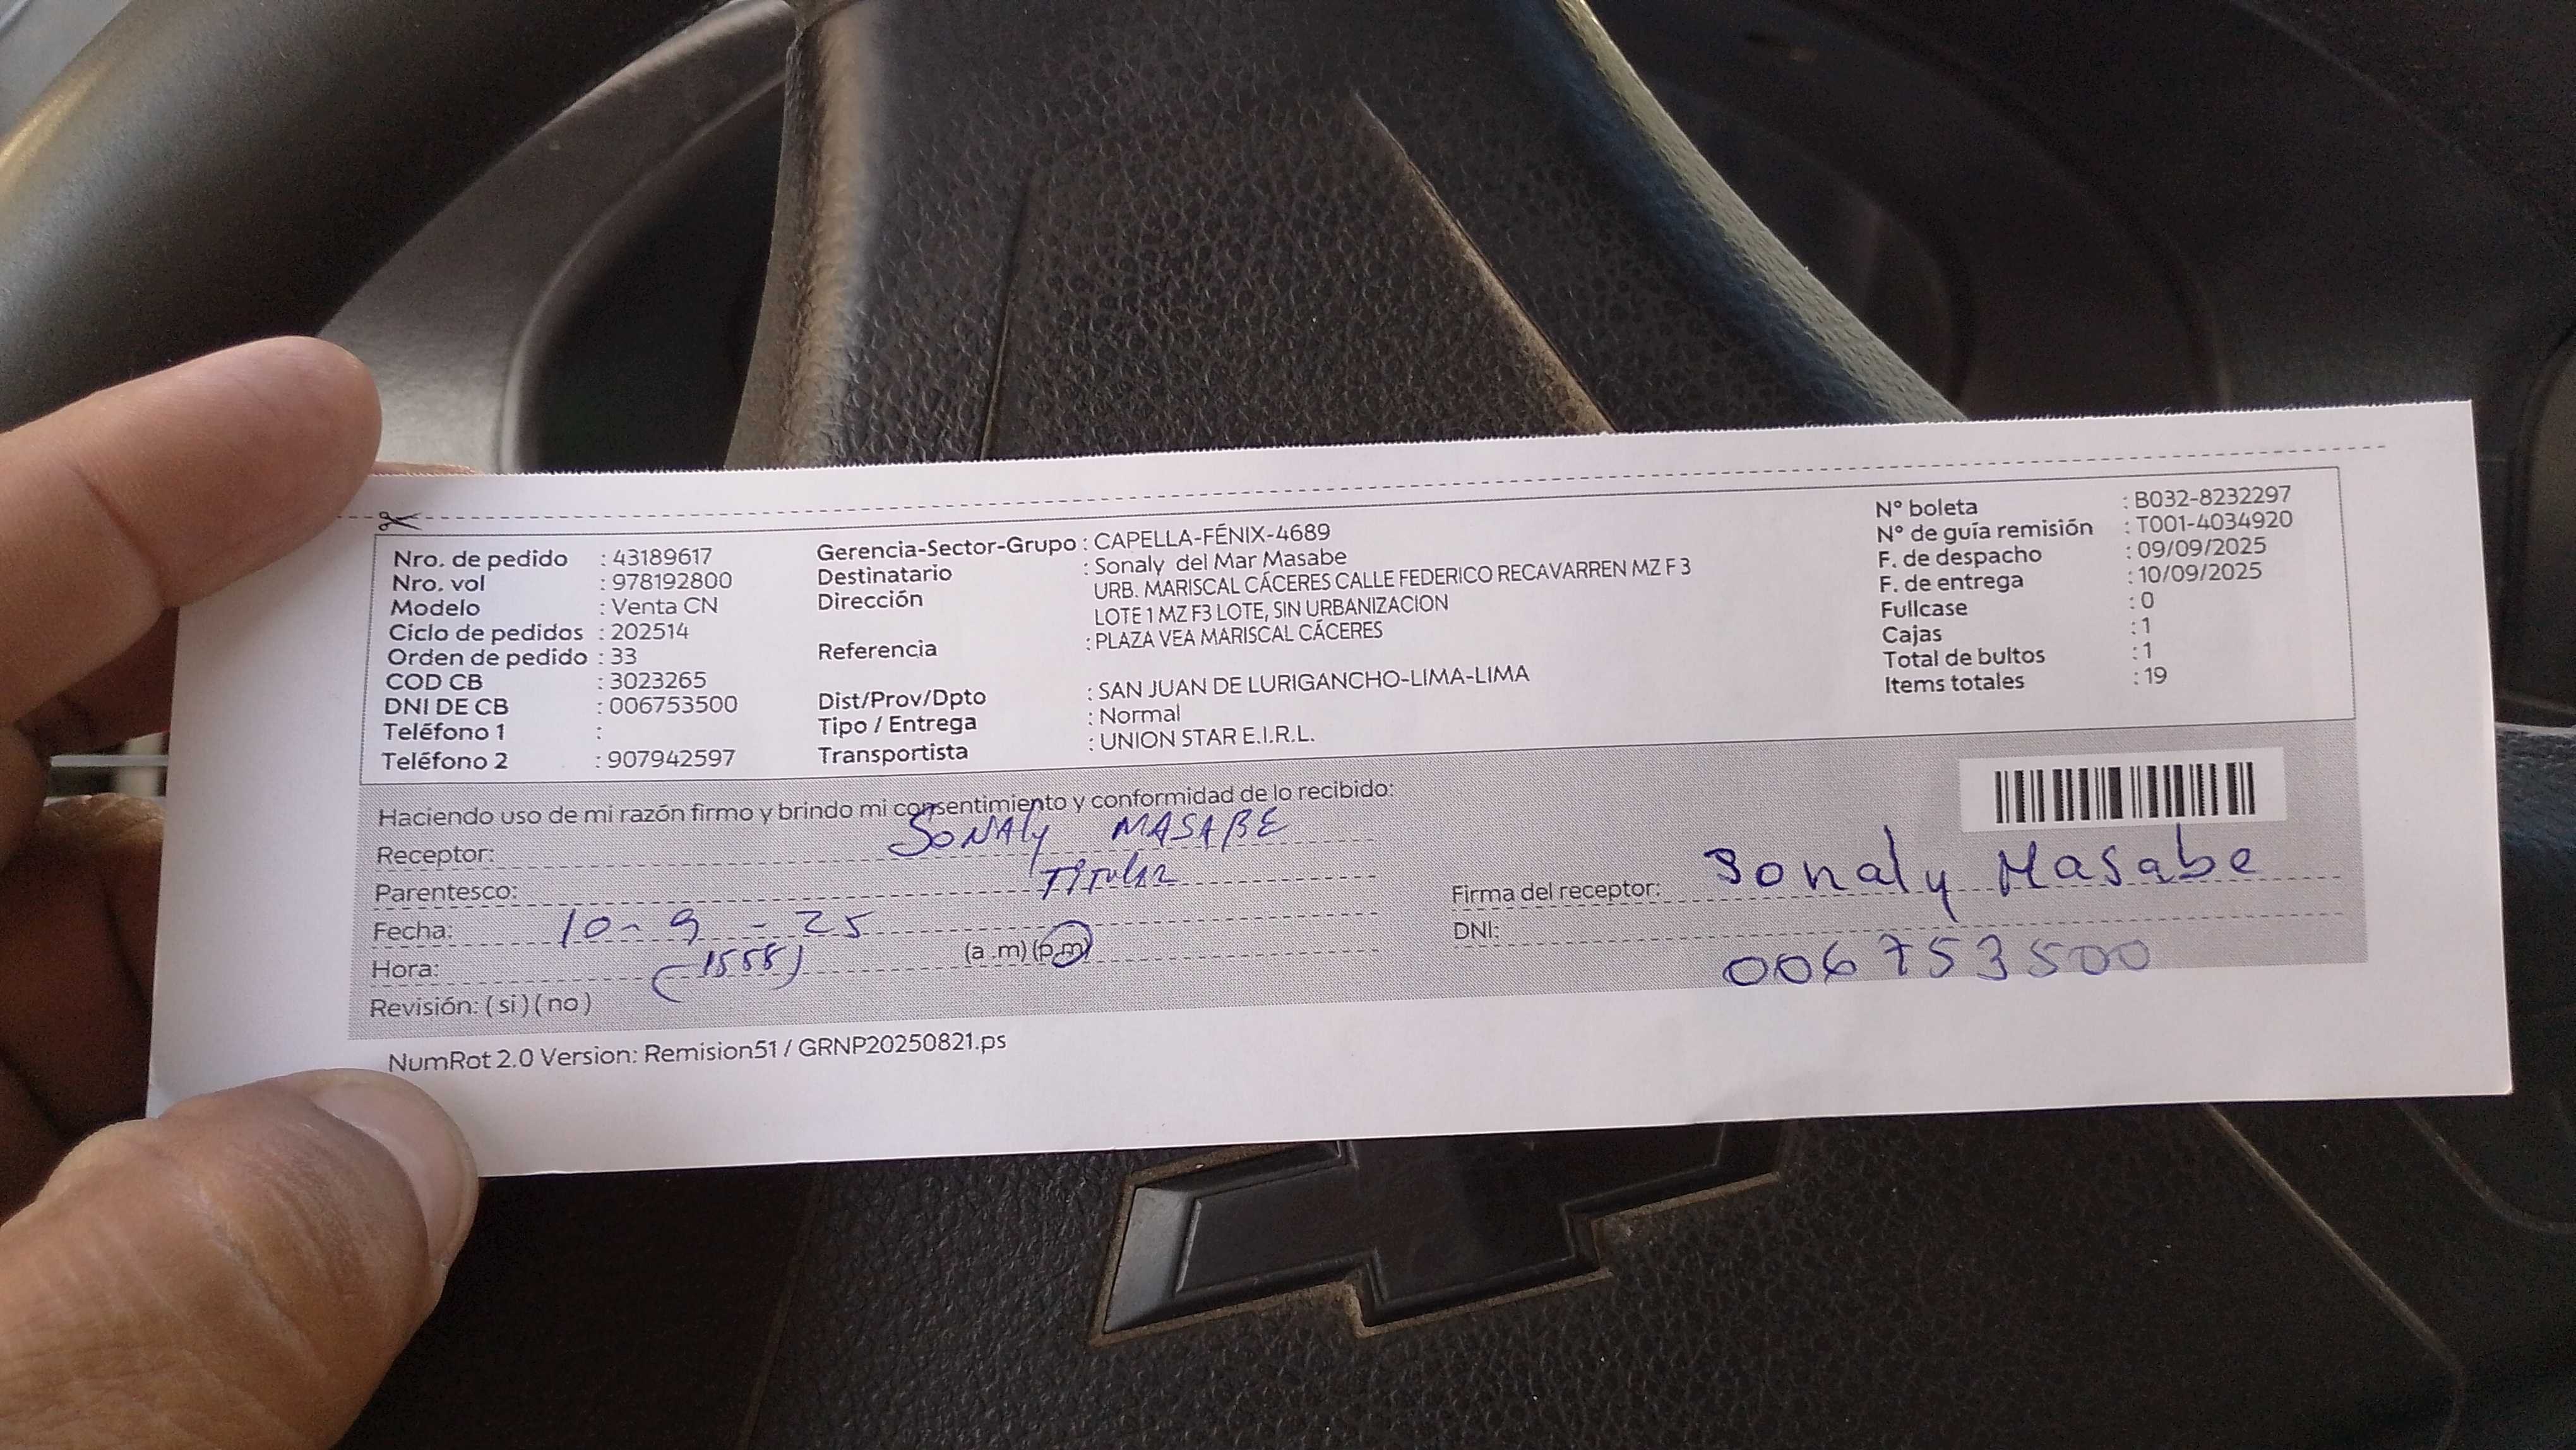 Nro. de pedido : 43189617
Nro. vol : 978192800
Modelo : Venta CN
Ciclo de pedidos : 202514
Orden de pedido : 33
COD CB : 3023265
DNI DE CB : 006753500
Teléfono 1 :
Teléfono 2 : 907942597
Gerencia-Sector-Grupo : CAPELLA-FÉNIX-4689
Destinatario : Sonaly del Mar Masabe
Dirección URB. MARISCAL CÁCERES CALLE FEDERICO RECAVARREN MZ F 3
LOTE 1 MZ F3 LOTE, SIN URBANIZACION
Referencia : PLAZA VEA MARISCAL CÁCERES
Dist/Prov/Dpto : SAN JUAN DE LURIGANCHO-LIMA-LIMA
Tipo / Entrega : Normal
Transportista : UNION STAR E.I.R.L.
N° boleta : B032-8232297
N° de guía remisión : T001-4034920
F. de despacho : 09/09/2025
F. de entrega : 10/09/2025
Fullcase : 0
Cajas : 1
Total de bultos : 1
Items totales : 19
Haciendo uso de mi razón firmo y brindo mi consentimiento y conformidad de lo recibido:
Receptor: SONALY MASABE
Parentesco: TITULAR
Fecha: 10-9-25
Hora: (1558) (a.m) (p.m)
Revisión: ( si ) ( no )
Firma del receptor: Sonaly Masabe
DNI: 006753500
NumRot 2.0 Version: Remision51 / GRNP20250821.ps